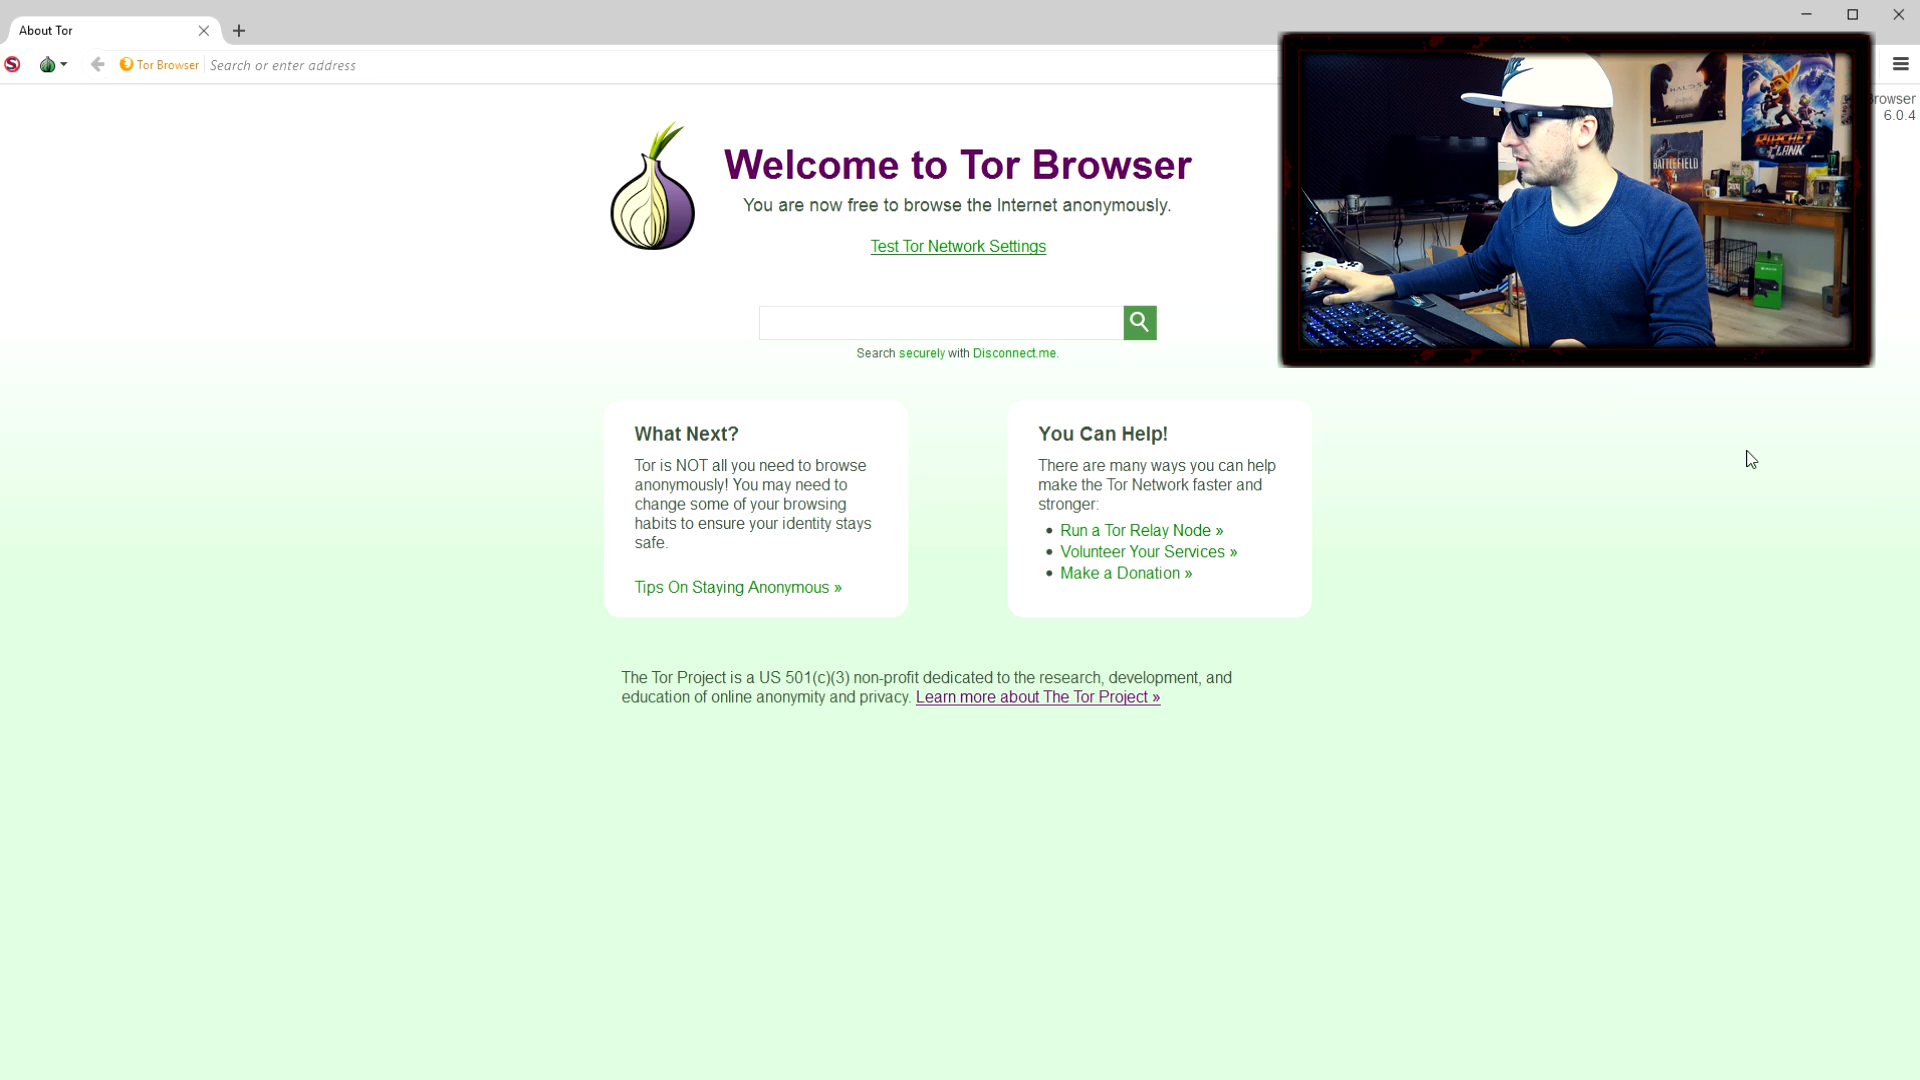 About Tor
Tor Browser
Search or enter address
Browser
6.0.4
Welcome to Tor Browser
You are now free to browse the Internet anonymously.
Test Tor Network Settings
Search securely with Disconnect.me.
What Next?
Tor is NOT all you need to browse
anonymously! You may need to
change some of your browsing
habits to ensure your identity stays
safe.
Tips On Staying Anonymous »
You Can Help!
There are many ways you can help
make the Tor Network faster and
stronger:
• Run a Tor Relay Node »
• Volunteer Your Services »
• Make a Donation »
The Tor Project is a US 501(c)(3) non-profit dedicated to the research, development, and
education of online anonymity and privacy. Learn more about The Tor Project »
HALO 5
BATTLEFIELD
4
RATCHET
CLANK